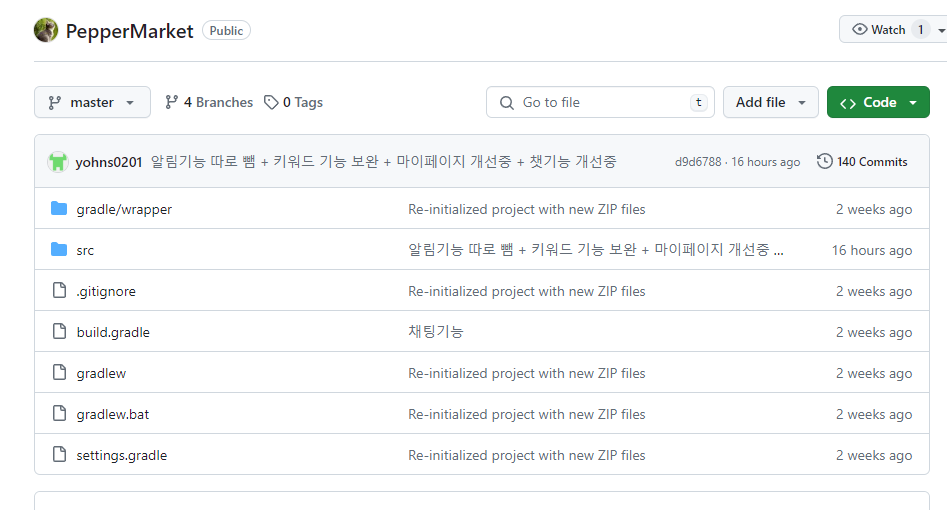 PepperMarket Public Watch 1
master 4 Branches 0 Tags Go to file t Add file Code
yohns0201 알림기능 따로 뺌 + 키워드 기능 보완 + 마이페이지 개선중 + 챗기능 개선중 d9d6788 · 16 hours ago 140 Commits
gradle/wrapper Re-initialized project with new ZIP files 2 weeks ago
src 알림기능 따로 뺌 + 키워드 기능 보완 + 마이페이지 개선중 ... 16 hours ago
.gitignore Re-initialized project with new ZIP files 2 weeks ago
build.gradle 채팅기능 2 weeks ago
gradlew Re-initialized project with new ZIP files 2 weeks ago
gradlew.bat Re-initialized project with new ZIP files 2 weeks ago
settings.gradle Re-initialized project with new ZIP files 2 weeks ago